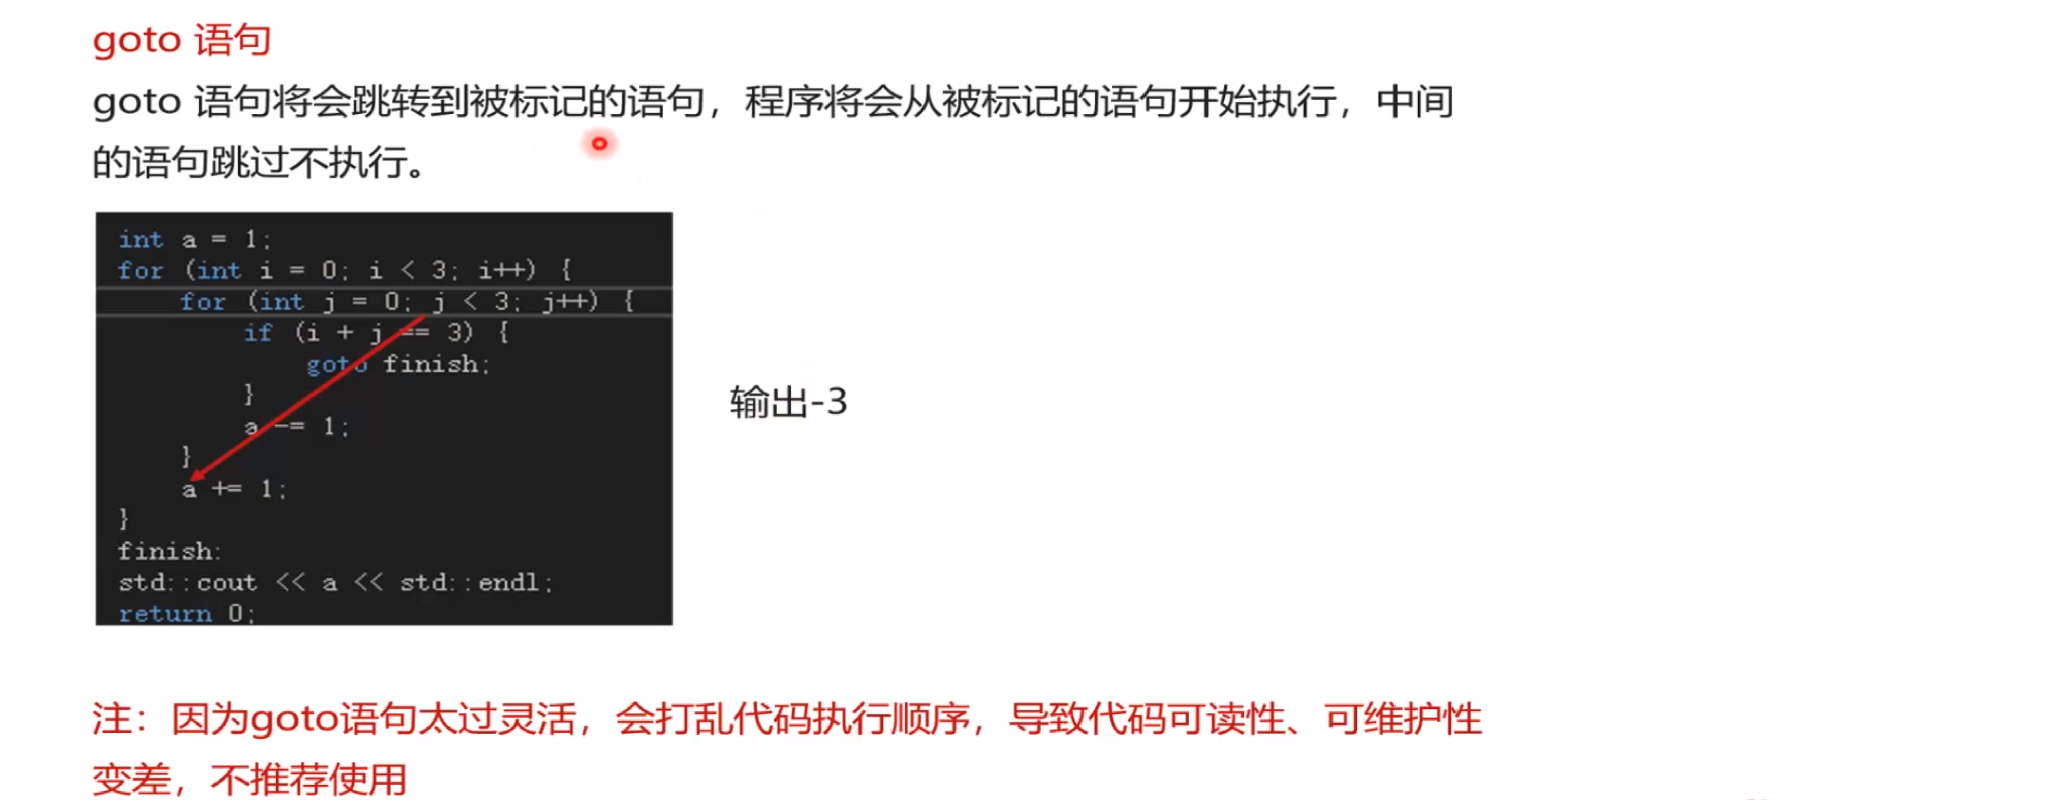 goto 语句
goto 语句将会跳转到被标记的语句，程序将会从被标记的语句开始执行，中间
的语句跳过不执行。
int a = 1;
for (int i = 0; i < 3; i++) {
for (int j = 0; j < 3; j++) {
if (i + j == 3) {
goto finish;
}
a -= 1;
}
a += 1;
}
finish:
std::cout << a << std::endl;
return 0;
输出-3
注：因为goto语句太过灵活，会打乱代码执行顺序，导致代码可读性、可维护性
变差，不推荐使用